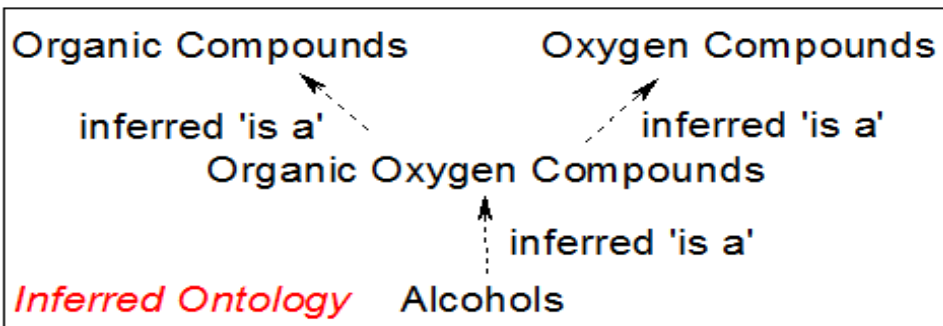 Organic Compounds Oxygen Compounds
inferred 'is a' inferred 'is a'
Organic Oxygen Compounds
inferred 'is a'
Inferred Ontology Alcohols